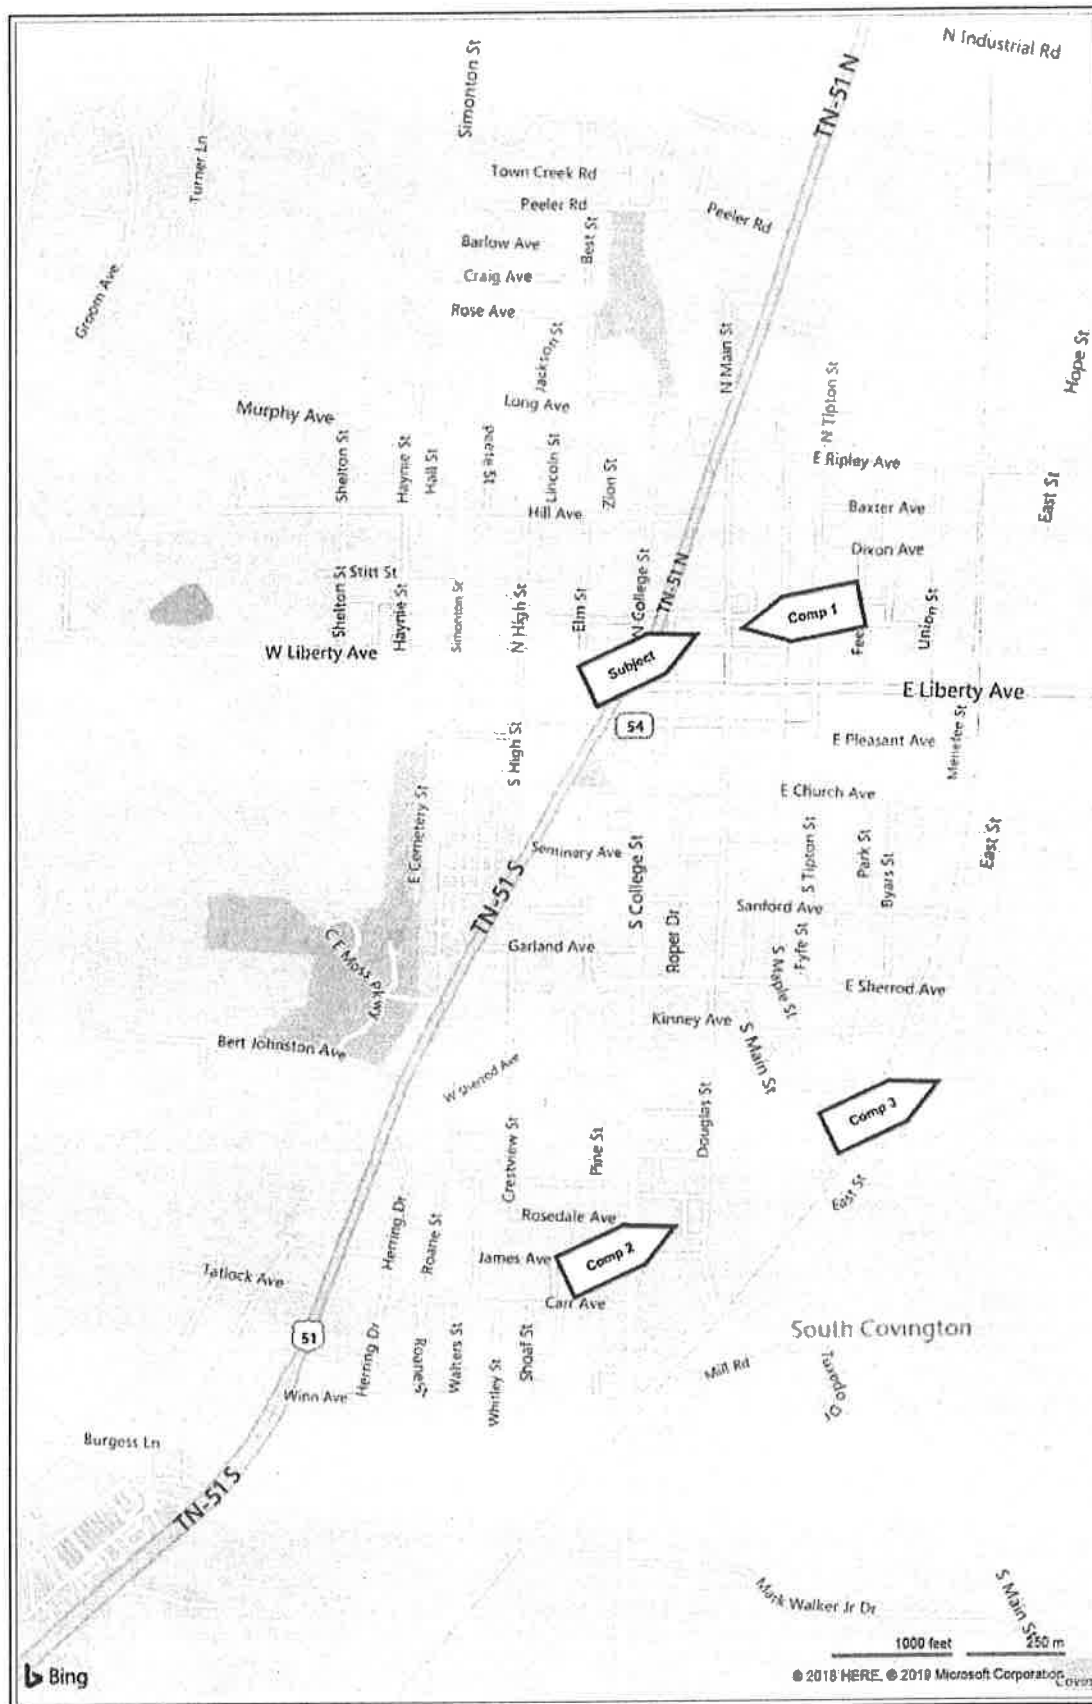 N Industrial Rd
Simonton St
TN-51 N
Turner Ln
Town Creek Rd
Peeler Rd
Peeler Rd
Barlow Ave
Best St
Craig Ave
Groom Ave
Rose Ave
Jackson St
N Main St
Hope St
Long Ave
Murphy Ave
N Tipton St
Shelton St
Haynie St
Hall St
Peete St
Lincoln St
Zion St
E Ripley Ave
East St
Hill Ave
Baxter Ave
Dixon Ave
Stitt St
Shelton St
Haynie St
Simonton St
N High St
Elm St
N College St
TN-51 N
Comp 1
Fee
Union St
W Liberty Ave
Subject
E Liberty Ave
54
S High St
E Pleasant Ave
Menefee St
E Church Ave
E Cemetery St
Seminary Ave
S College St
S Tipton St
Park St
Byars St
East St
TN-51 S
Sanford Ave
Garland Ave
Roper Dr
Fyfe St
S Maple St
C E Moss Pkwy
E Sherrod Ave
Kinney Ave
S Main St
Bert Johnston Ave
W Sherrod Ave
Comp 3
Douglas St
Crestview St
Pine St
East St
Rosedale Ave
Herring Dr
Roane St
James Ave
Comp 2
Tatlock Ave
Carr Ave
51
South Covington
Herring Dr
Roane St
Walters St
Whitley St
Shoaf St
Mill Rd
Toparo Dr
Winn Ave
Burgess Ln
TN-51 S
Mark Walker Jr Dr
S Main St
1000 feet 250 m
Bing
© 2018 HERE, © 2019 Microsoft Corporation
Covin